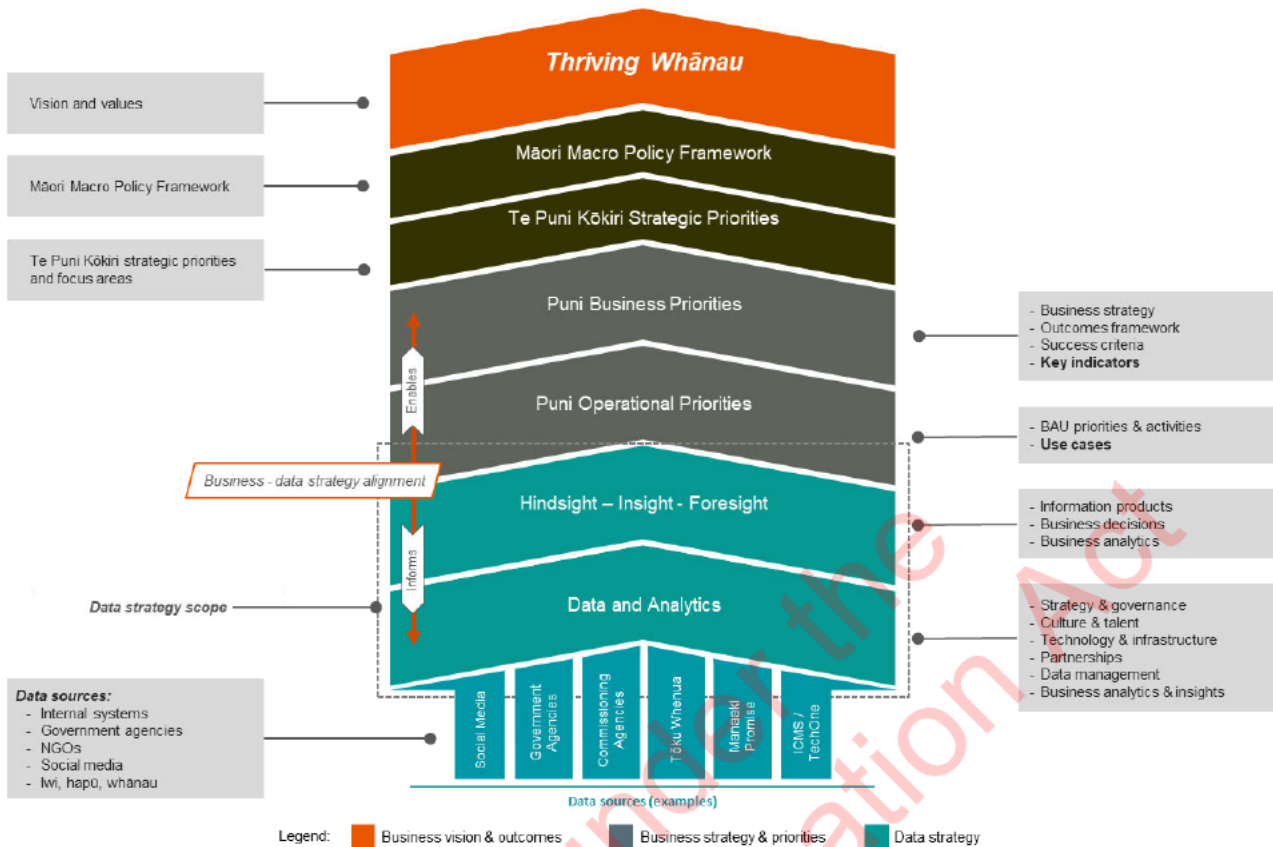 Thriving Whānau
Vision and values
Māori Macro Policy Framework
Māori Macro Policy Framework
Te Puni Kōkiri Strategic Priorities
Te Puni Kōkiri strategic priorities
and focus areas
Puni Business Priorities
- Business strategy
- Outcomes framework
- Success criteria
- Key indicators
Enables
Puni Operational Priorities
- BAU priorities & activities
- Use cases
Business - data strategy alignment
Hindsight – Insight - Foresight
- Information products
- Business decisions
- Business analytics
Informs
Data strategy scope
Data and Analytics
- Strategy & governance
- Culture & talent
- Technology & infrastructure
- Partnerships
- Data management
- Business analytics & insights
Data sources:
- Internal systems
- Government agencies
- NGOs
- Social media
- Iwi, hapū, whānau
Social Media
Government
Agencies
Commissioning
Agencies
Tōku Whenua
Manaaki
Promise
ICMS /
TechOne
Data sources (examples)
Legend:
Business vision & outcomes
Business strategy & priorities
Data strategy
under the
ation Act